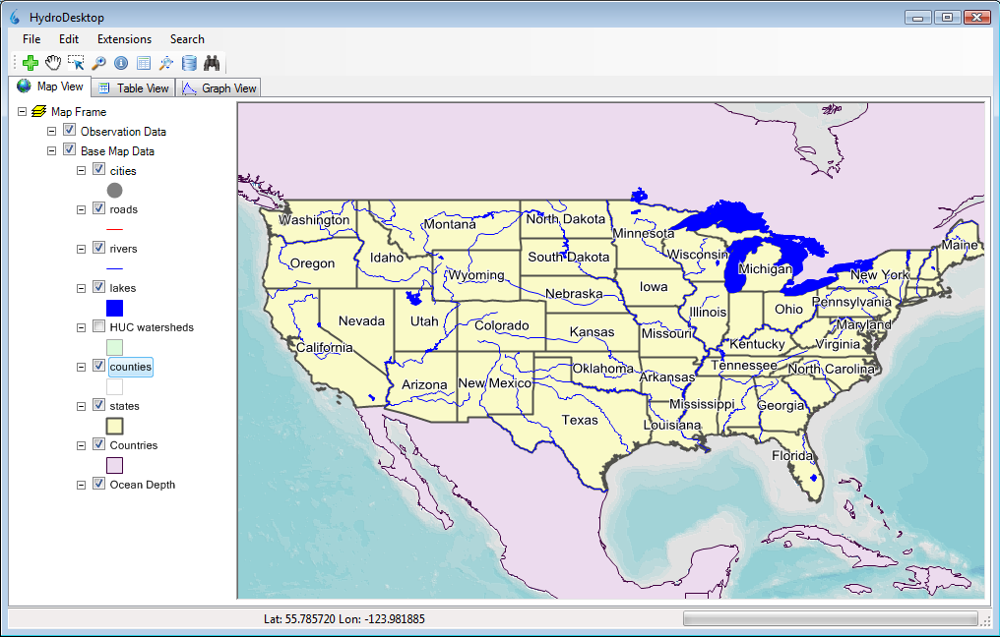 HydroDesktop
File Edit Extensions Search
Map View Table View Graph View
Map Frame
Observation Data
Base Map Data
cities
roads
rivers
lakes
HUC watersheds
counties
states
Countries
Ocean Depth
Washington
Montana
North Dakota
Minnesota
Maine
Oregon
Idaho
South Dakota
Wisconsin
Michigan
New York
Wyoming
Nebraska
Iowa
Illinois
Ohio
Pennsylvania
Nevada
Utah
Colorado
Kansas
Missouri
Maryland
California
Kentucky
Virginia
Arizona
New Mexico
Oklahoma
Arkansas
Tennessee
North Carolina
Texas
Mississippi
Georgia
Louisiana
Florida
Lat: 55.785720 Lon: -123.981885